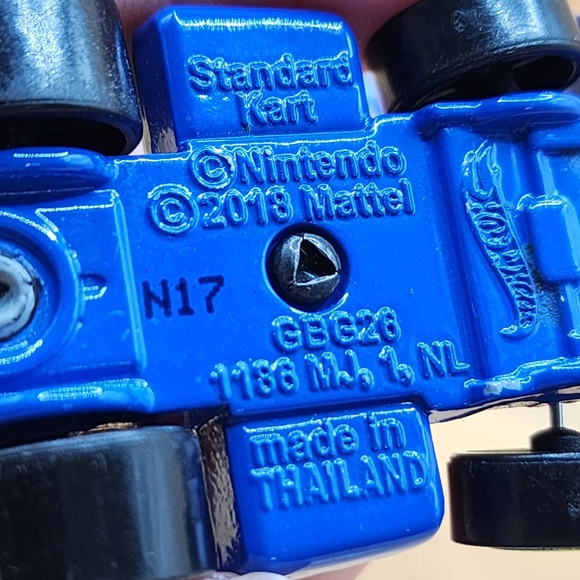 Standard
Kart
©Nintendo
©2018 Mattel
HOT WHEELS
N17
GBG26
1186 MJ, 1, NL
made in
THAILAND